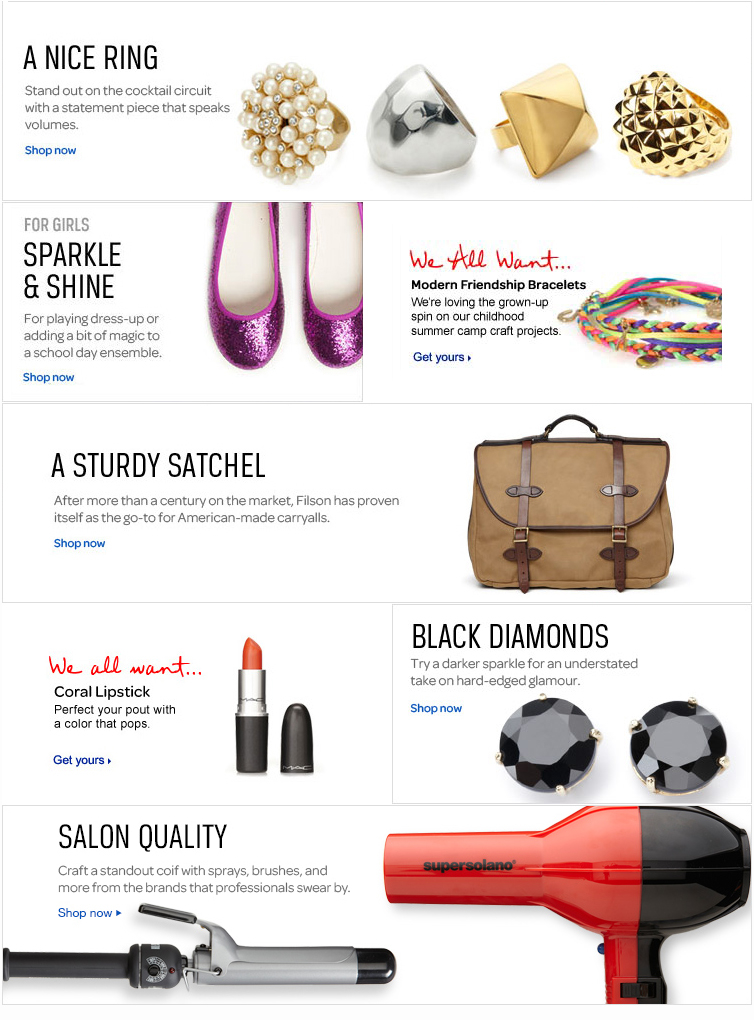 A NICE RING
Stand out on the cocktail circuit
with a statement piece that speaks
volumes.
Shop now
FOR GIRLS
SPARKLE
& SHINE
For playing dress-up or
adding a bit of magic to
a school day ensemble.
Shop now
We All Want...
Modern Friendship Bracelets
We're loving the grown-up
spin on our childhood
summer camp craft projects.
Get yours
A STURDY SATCHEL
After more than a century on the market, Filson has proven
itself as the go-to for American-made carryalls.
Shop now
We all want...
Coral Lipstick
Perfect your pout with
a color that pops.
Get yours
MAC
MAC
BLACK DIAMONDS
Try a darker sparkle for an understated
take on hard-edged glamour.
Shop now
SALON QUALITY
Craft a standout coif with sprays, brushes, and
more from the brands that professionals swear by.
Shop now
supersolano